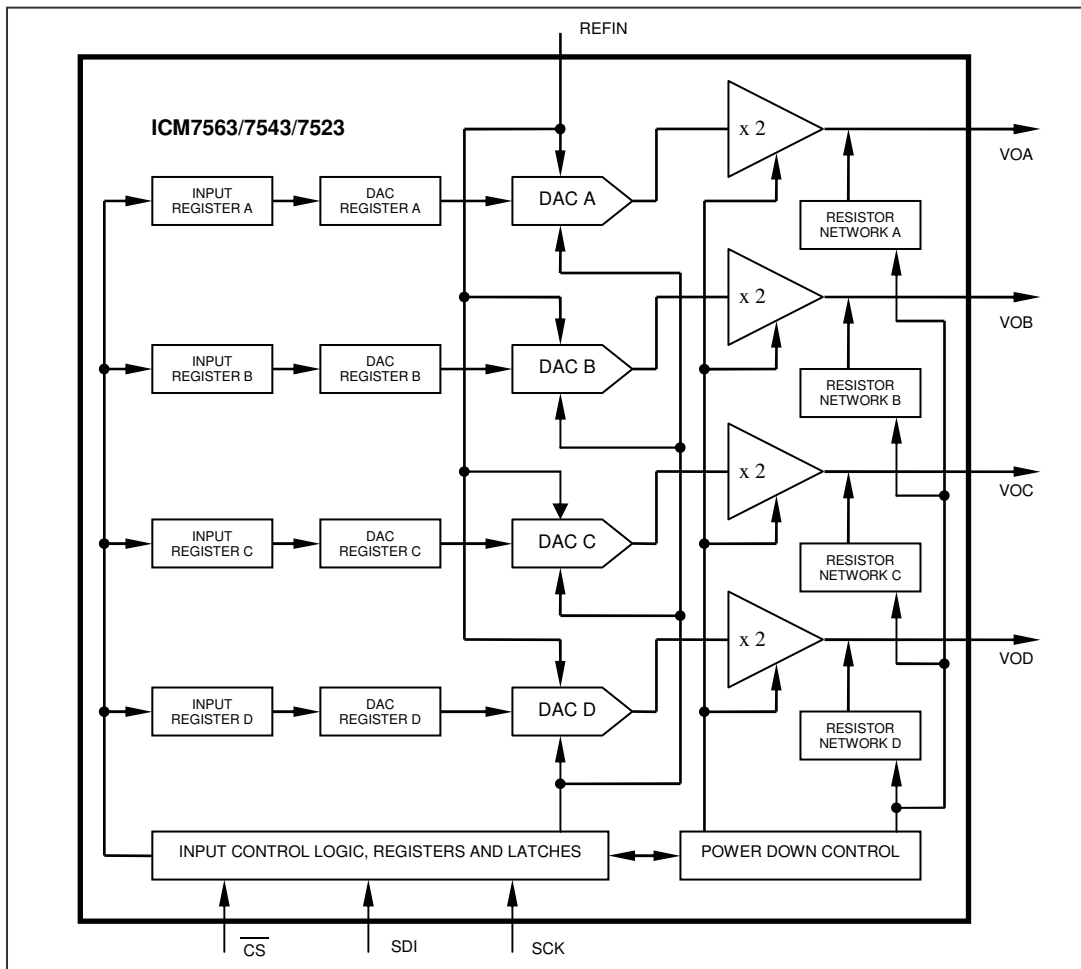 REFIN
ICM7563/7543/7523
x 2
VOA
INPUT
REGISTER A
DAC
REGISTER A
DAC A
RESISTOR
NETWORK A
x 2
VOB
INPUT
REGISTER B
DAC
REGISTER B
DAC B
RESISTOR
NETWORK B
x 2
VOC
INPUT
REGISTER C
DAC
REGISTER C
DAC C
RESISTOR
NETWORK C
x 2
VOD
INPUT
REGISTER D
DAC
REGISTER D
DAC D
RESISTOR
NETWORK D
INPUT CONTROL LOGIC, REGISTERS AND LATCHES
POWER DOWN CONTROL
CS
SDI
SCK